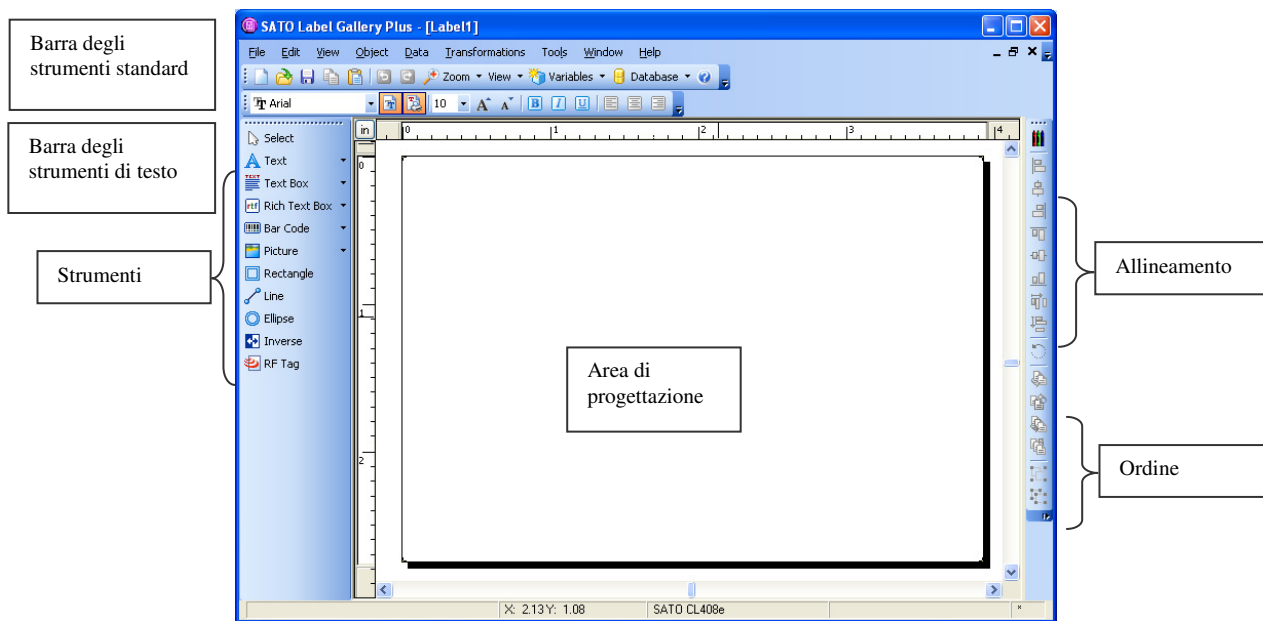 SATO Label Gallery Plus - [Label1]
File Edit View Object Data Transformations Tools Window Help
Zoom View Variables Database
Arial 10 A A B I U
Barra degli
strumenti standard
Barra degli
strumenti di testo
Strumenti
in 0 1 2 3 4
Select
Text
TEXT Text Box
rtf Rich Text Box
Bar Code
Picture
Rectangle
Line
Ellipse
Inverse
RF Tag
0
1
2
Area di
progettazione
Allineamento
Ordine
X: 2.13 Y: 1.08 SATO CL408e *